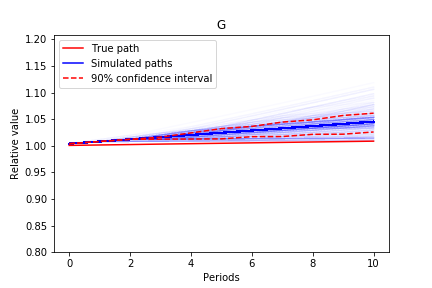 G
1.20
1.15
1.10
1.05
1.00
0.95
0.90
0.85
0.80
Relative value
True path
Simulated paths
90% confidence interval
0 2 4 6 8 10
Periods